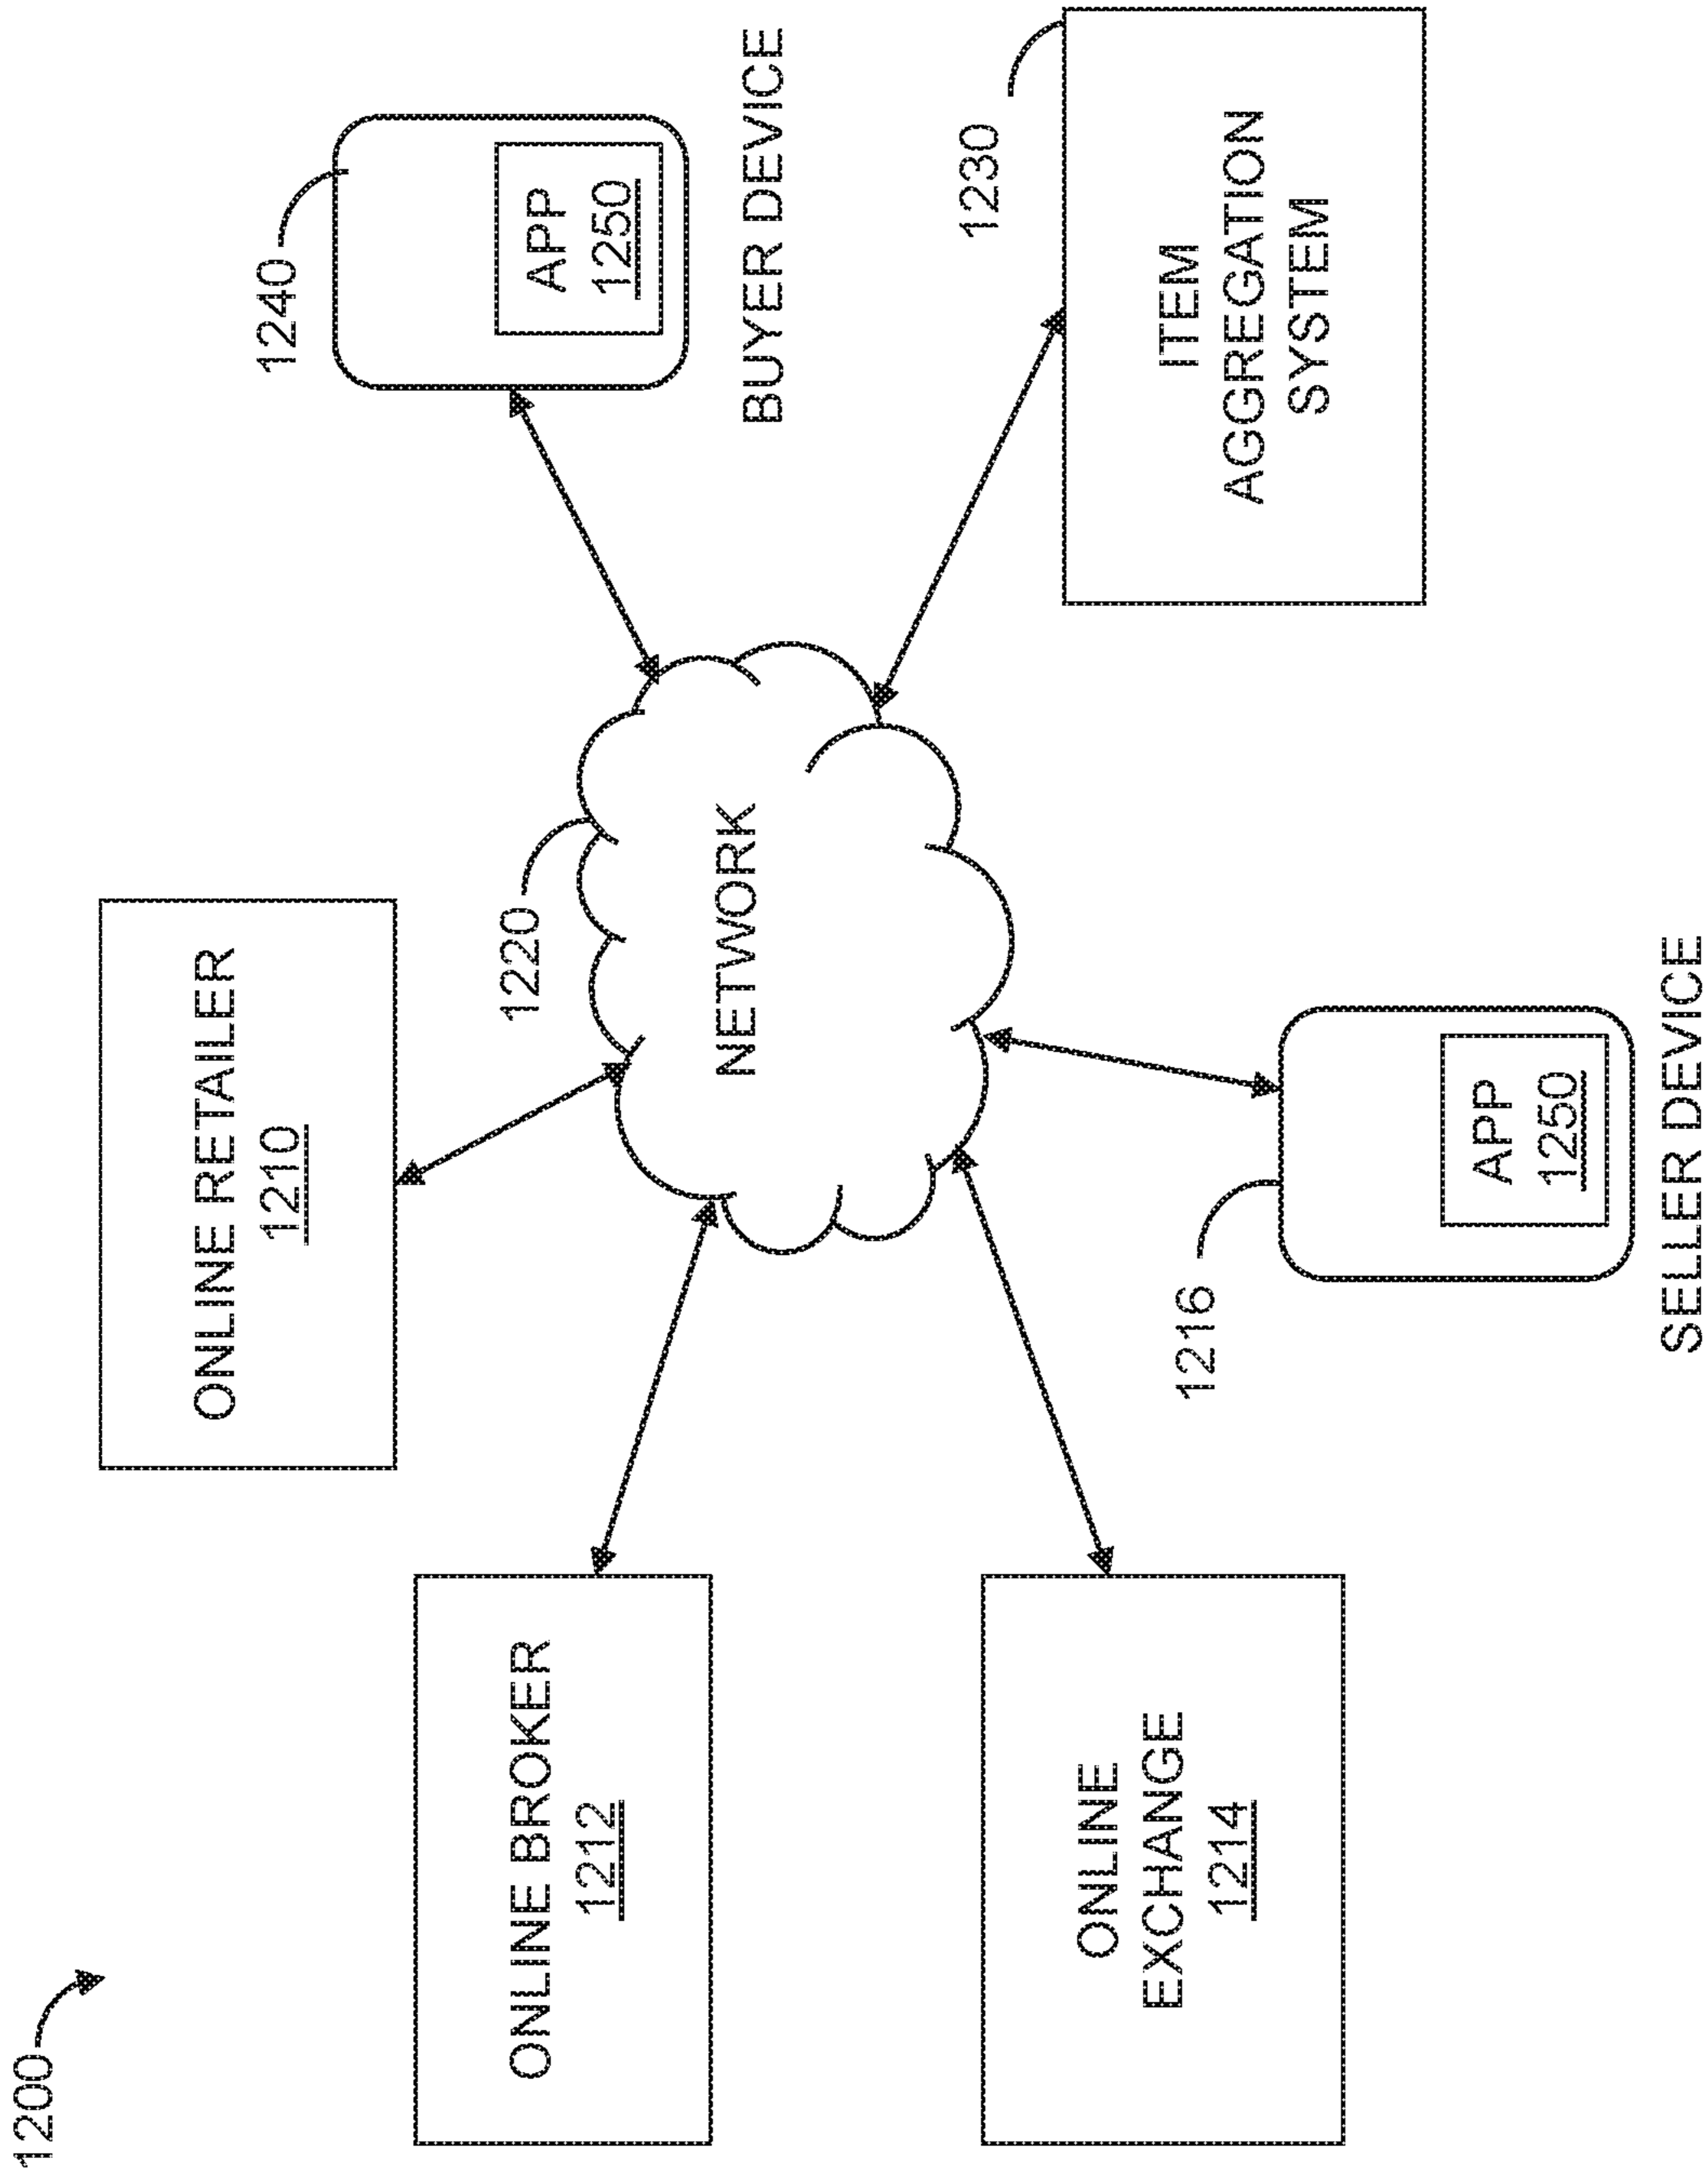 1200
ONLINE RETAILER
1210
1240
APP
1250
BUYER DEVICE
ONLINE BROKER
1212
1220
NETWORK
1230
ITEM
AGGREGATION
SYSTEM
ONLINE
EXCHANGE
1214
1216
APP
1250
SELLER DEVICE